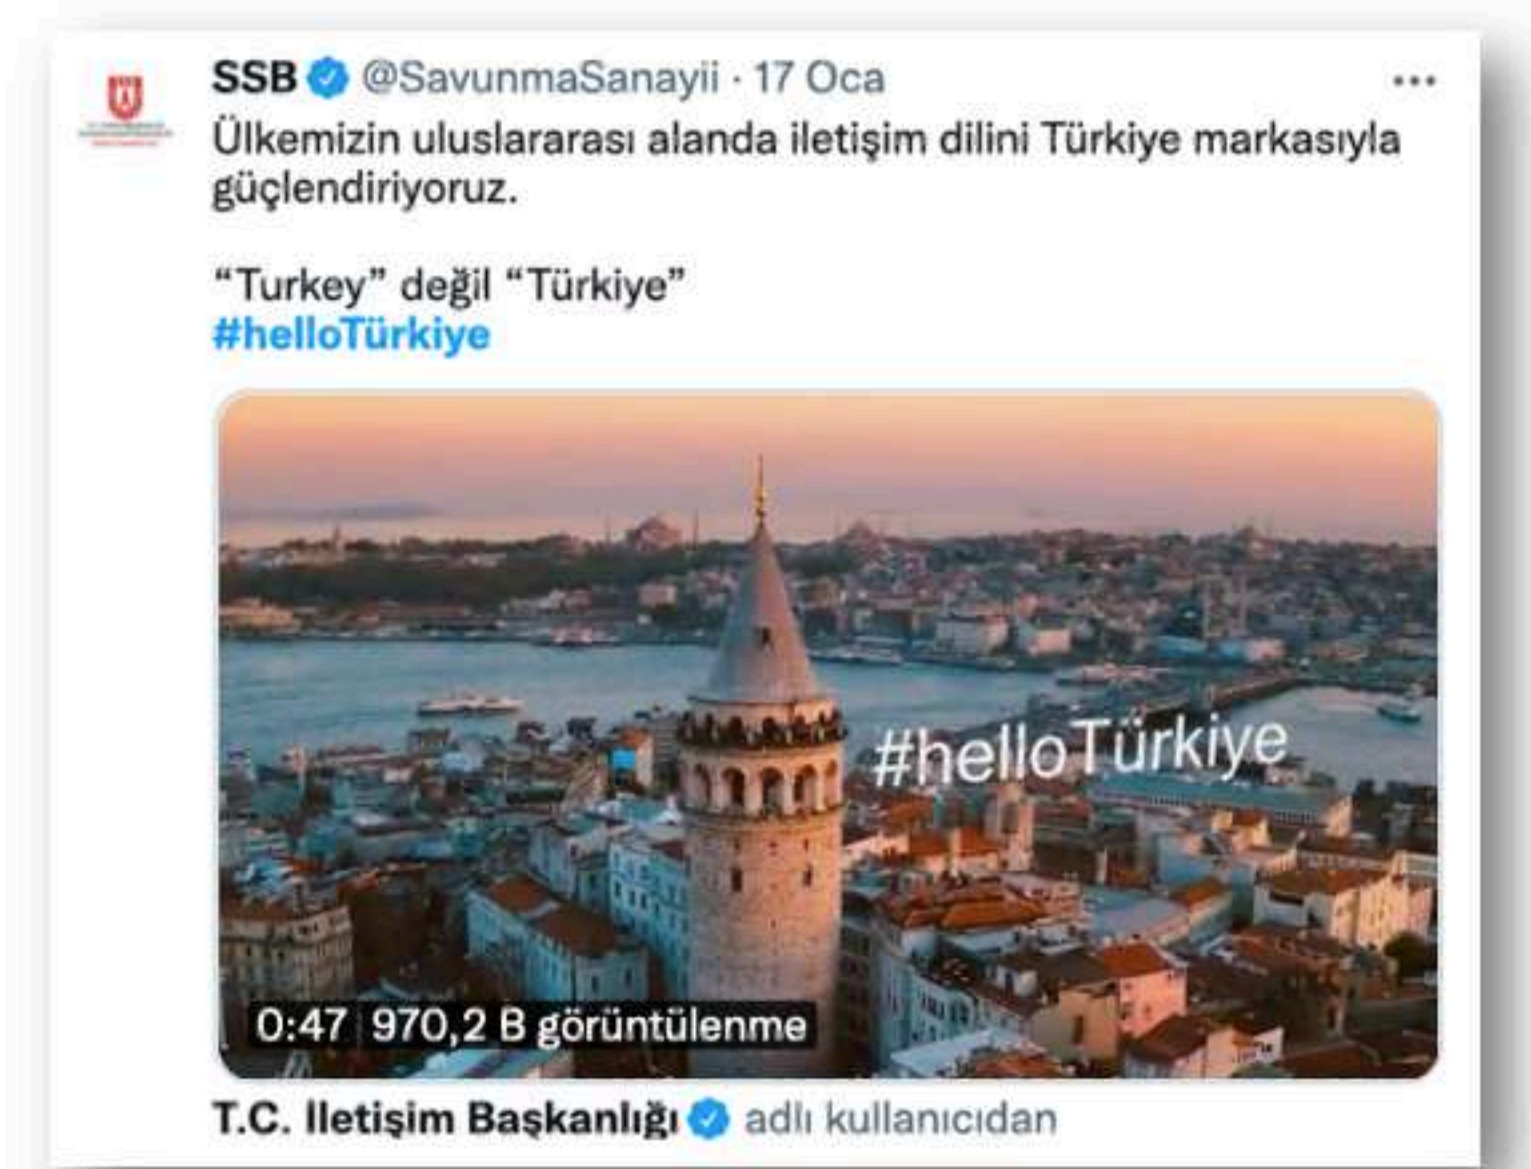 SSB @SavunmaSanayii · 17 Oca
Ülkemizin uluslararası alanda iletişim dilini Türkiye markasıyla
güçlendiriyoruz.
“Turkey” değil “Türkiye”
#helloTürkiye
#helloTürkiye
0:47 970,2 B görüntülenme
T.C. İletişim Başkanlığı adlı kullanıcıdan